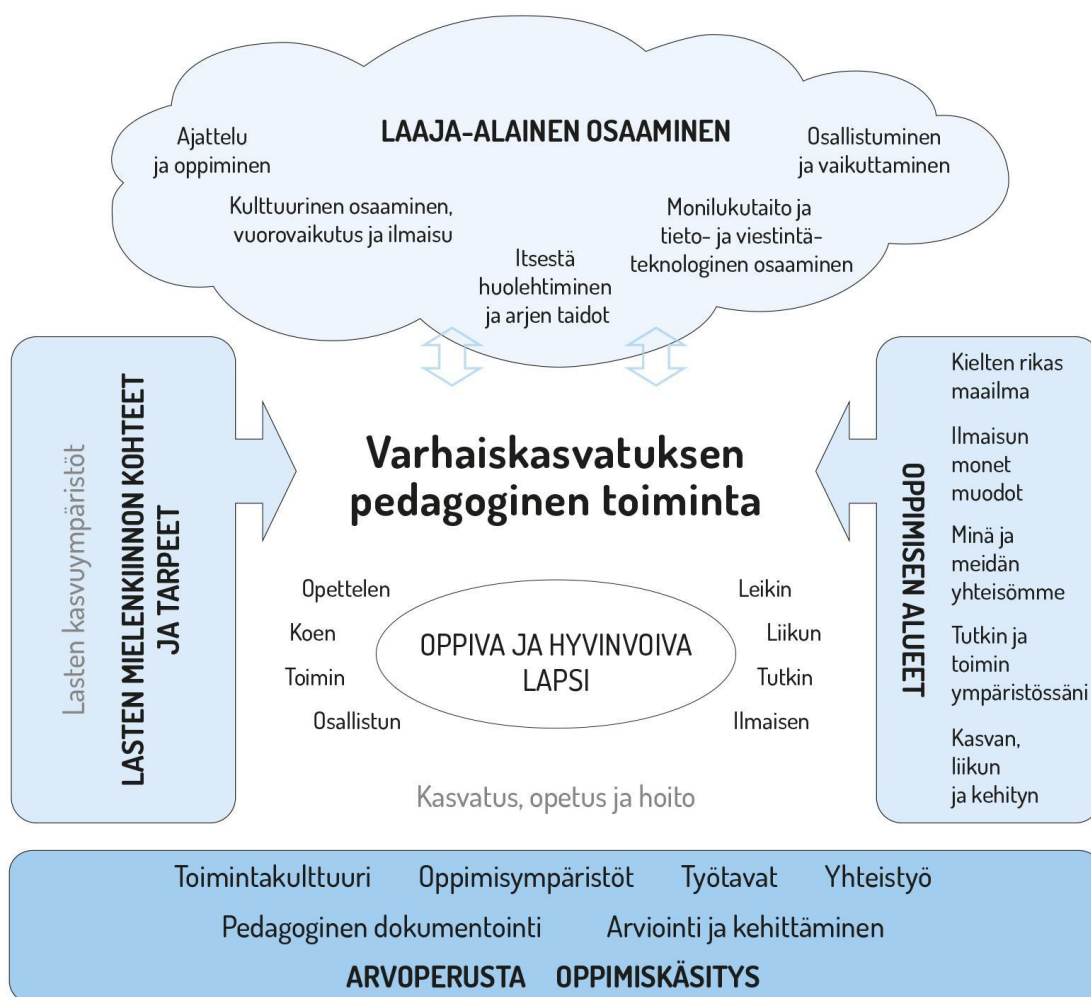 LAAJA-ALAINEN OSAAMINEN
Ajattelu
ja oppiminen
Kulttuurinen osaaminen,
vuorovaikutus ja ilmaisu
Itsestä
huolehtiminen
ja arjen taidot
Monilukutaito ja
tieto- ja viestintä-
teknologinen osaaminen
Osallistuminen
ja vaikuttaminen
Lasten kasvuympäristöt
LASTEN MIELENKIINNON KOHTEET
JA TARPEET
Varhaiskasvatuksen
pedagoginen toiminta
Opettelen
Koen
Toimin
Osallistun
OPPIVA JA HYVINVOIVA
LAPSI
Leikin
Liikun
Tutkin
Ilmaisen
Kasvatus, opetus ja hoito
OPPIMISEN ALUEET
Kielten rikas
maailma
Ilmaisun
monet
muodot
Minä ja
meidän
yhteisömme
Tutkin ja
toimin
ympäristössäni
Kasvan,
liikun
ja kehityn
Toimintakulttuuri Oppimisympäristöt Työtavat Yhteistyö
Pedagoginen dokumentointi Arviointi ja kehittäminen
ARVOPERUSTA OPPIMISKÄSITYS